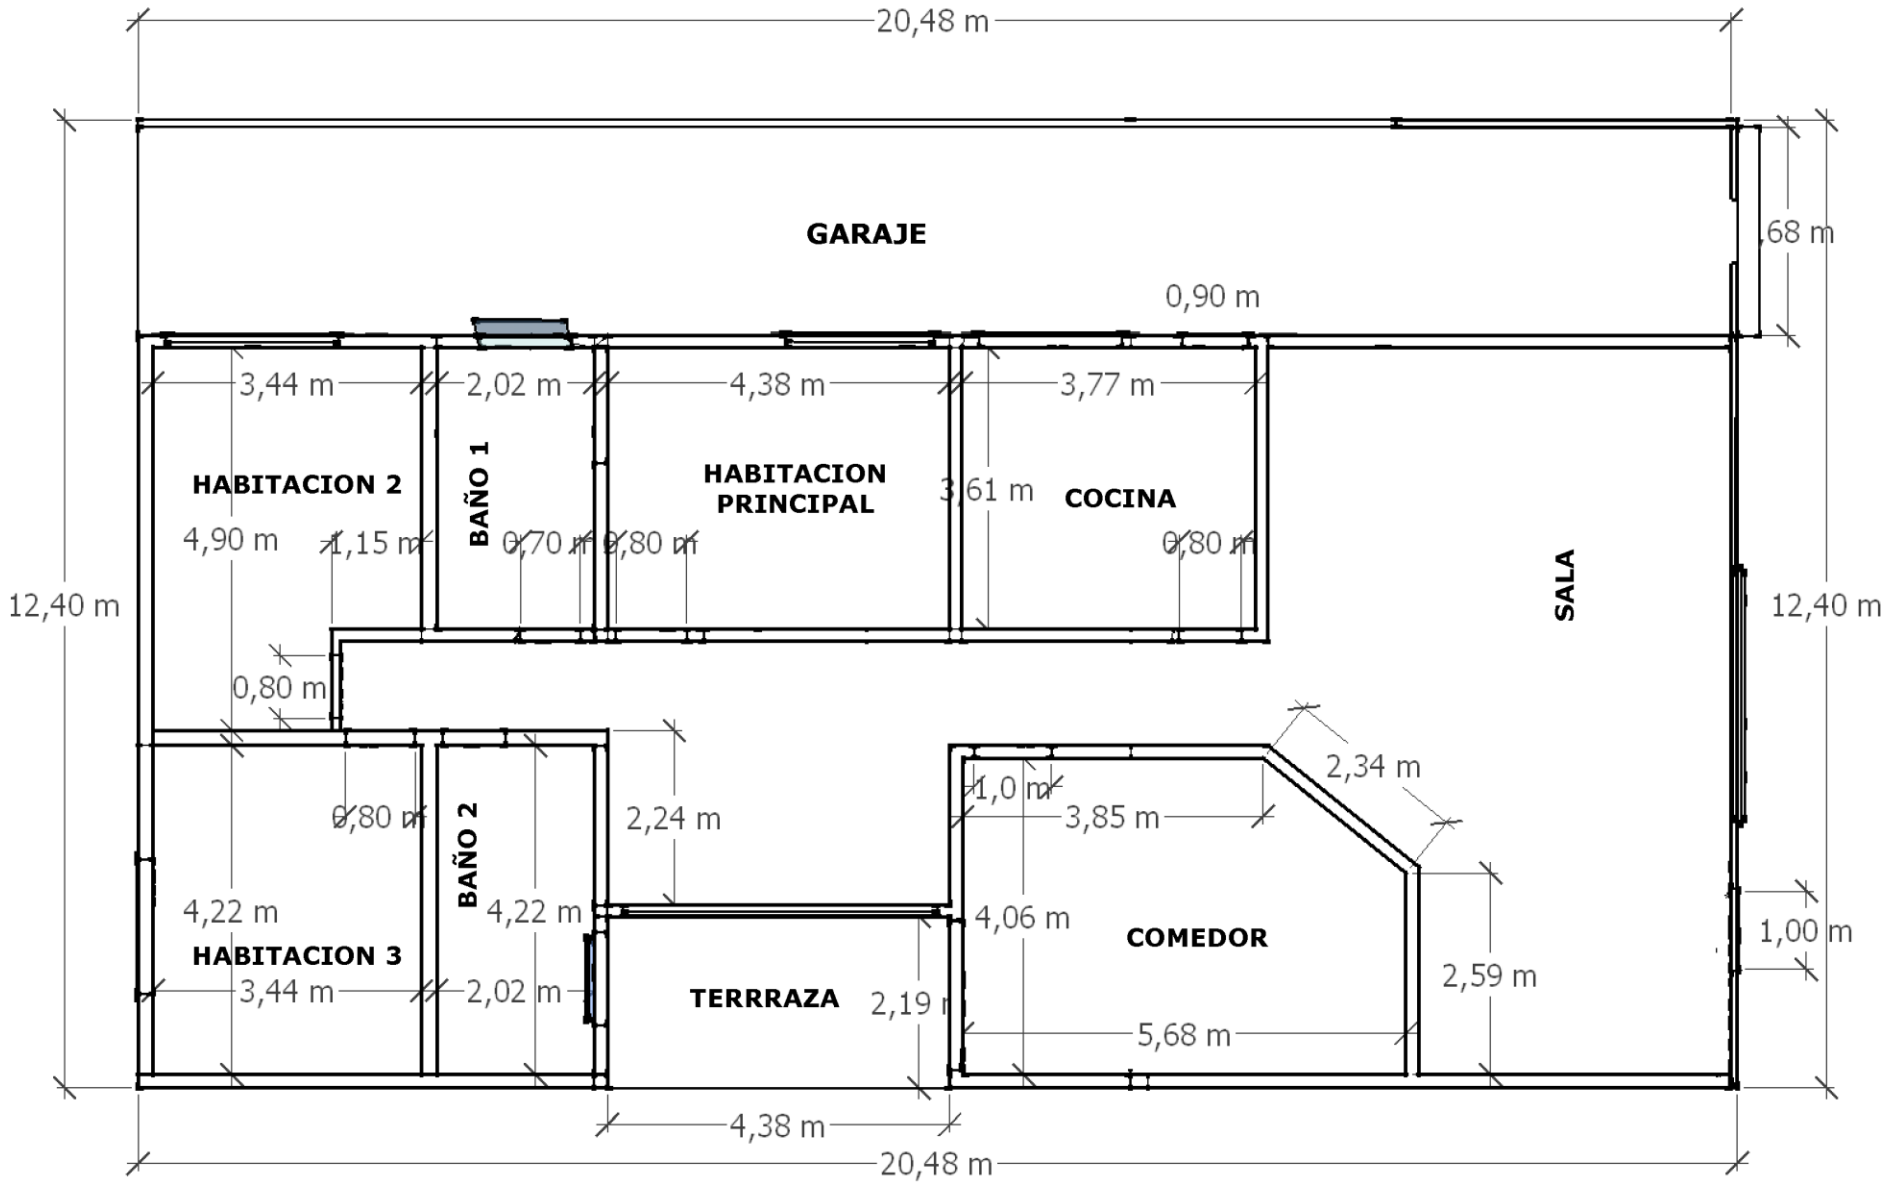 20,48 m
GARAJE
,68 m
0,90 m
3,44 m
2,02 m
4,38 m
3,77 m
HABITACION 2
BAÑO 1
HABITACION
PRINCIPAL
3,61 m
COCINA
4,90 m
1,15 m
0,70 m
0,80 m
0,80 m
SALA
12,40 m
12,40 m
0,80 m
2,34 m
1,0 m
0,80 m
2,24 m
3,85 m
BAÑO 2
4,22 m
4,22 m
4,06 m
COMEDOR
1,00 m
HABITACION 3
3,44 m
2,02 m
TERRRAZA
2,19
2,59 m
5,68 m
4,38 m
20,48 m